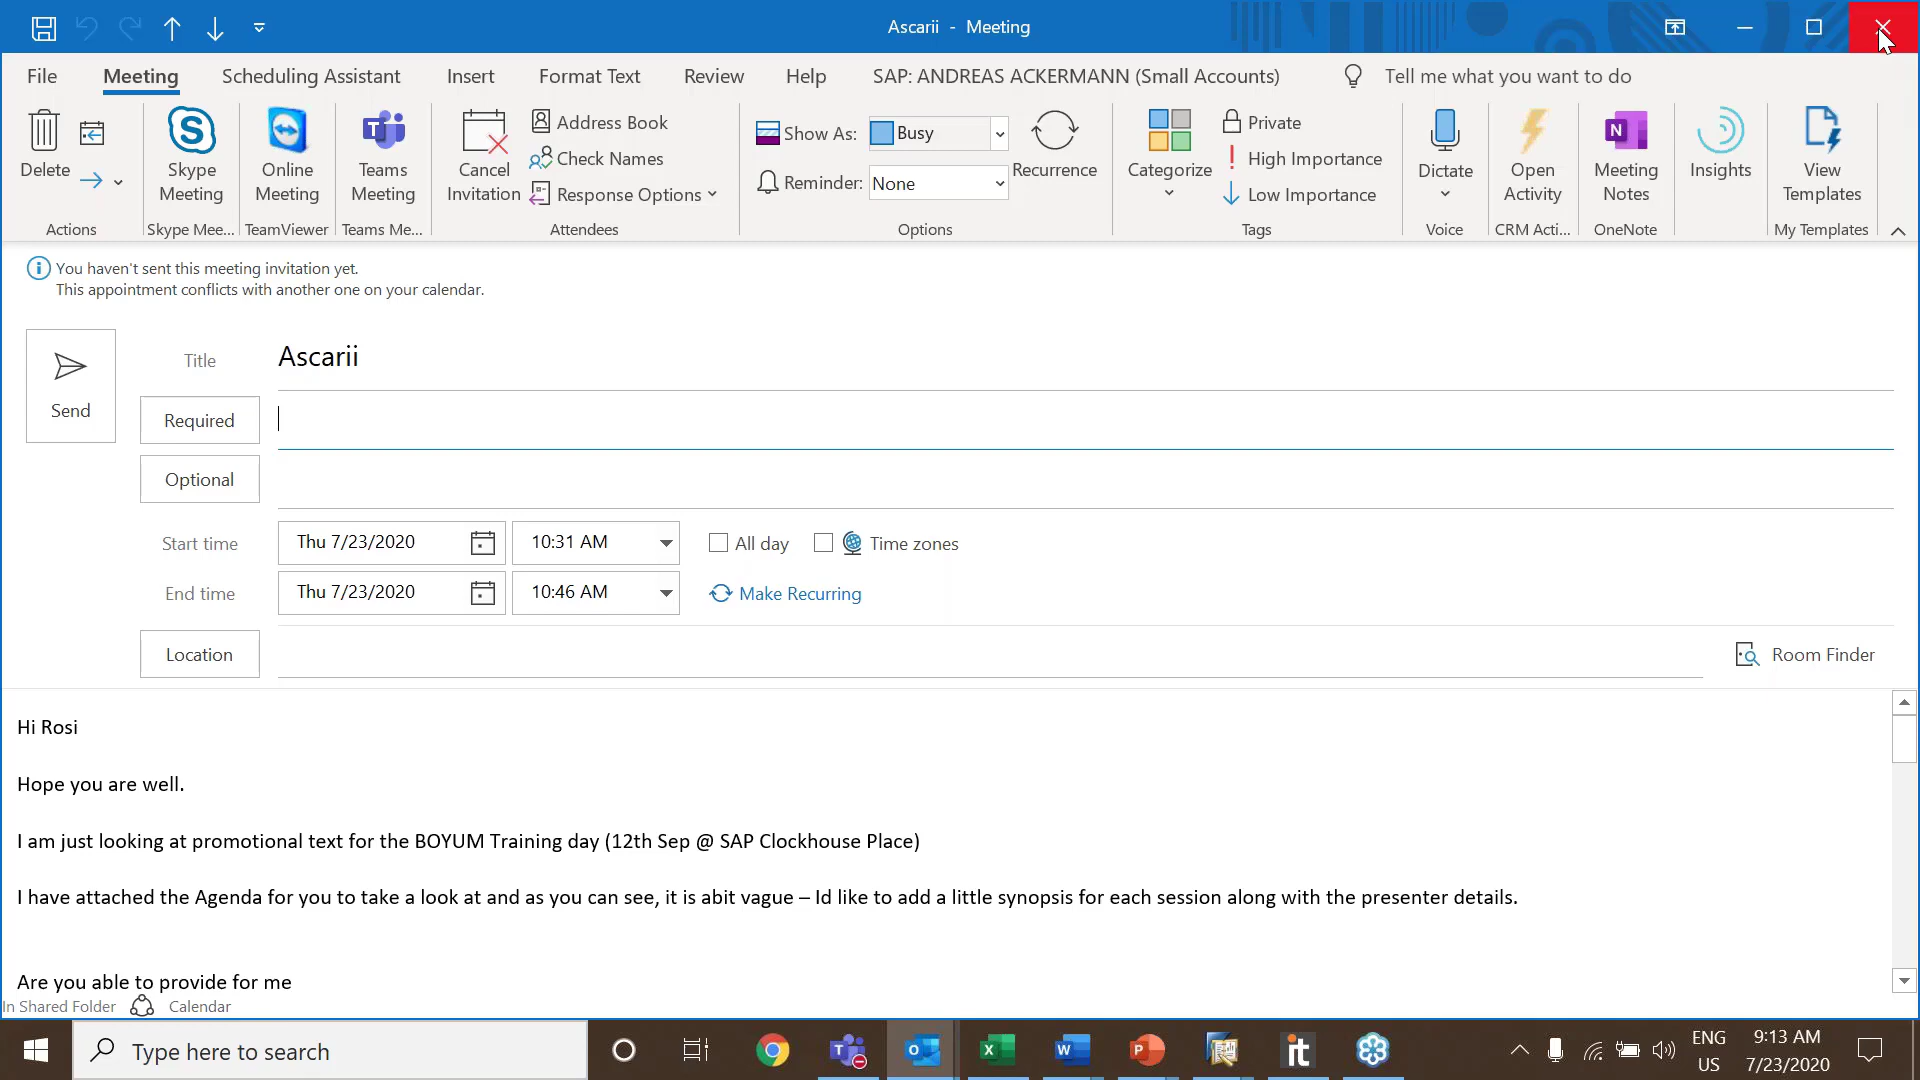 Ascarii - Meeting
File Meeting Scheduling Assistant Insert Format Text Review Help SAP: ANDREAS ACKERMANN (Small Accounts) Tell me what you want to do
Delete
Actions
Skype Meeting
Skype Mee...
Online Meeting
TeamViewer
Teams Meeting
Teams Me...
Cancel Invitation
Address Book
Check Names
Response Options
Attendees
Show As: Busy
Reminder: None
Recurrence
Options
Categorize
Private
High Importance
Low Importance
Tags
Dictate
Voice
Open Activity
CRM Acti...
Meeting Notes
OneNote
Insights
View Templates
My Templates
You haven't sent this meeting invitation yet.
This appointment conflicts with another one on your calendar.
Send
Title Ascarii
Required
Optional
Start time Thu 7/23/2020 10:31 AM All day Time zones
End time Thu 7/23/2020 10:46 AM Make Recurring
Location Room Finder
Hi Rosi
Hope you are well.
I am just looking at promotional text for the BOYUM Training day (12th Sep @ SAP Clockhouse Place)
I have attached the Agenda for you to take a look at and as you can see, it is abit vague – Id like to add a little synopsis for each session along with the presenter details.
Are you able to provide for me
In Shared Folder Calendar
Type here to search
ENG
US
9:13 AM
7/23/2020